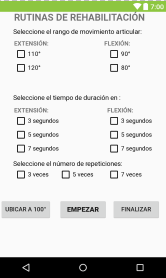 7:00
RUTINAS DE REHABILITACIÓN
Seleccione el rango de movimiento articular:
EXTENSIÓN: FLEXIÓN:
110° 90°
120° 80°
Seleccione el tiempo de duración en :
EXTENSIÓN: FLEXIÓN:
3 segundos 3 segundos
5 segundos 5 segundos
7 segundos 7 segundos
Seleccione el número de repeticiones:
3 veces 5 veces 7 veces
UBICAR A 100° EMPEZAR FINALIZAR